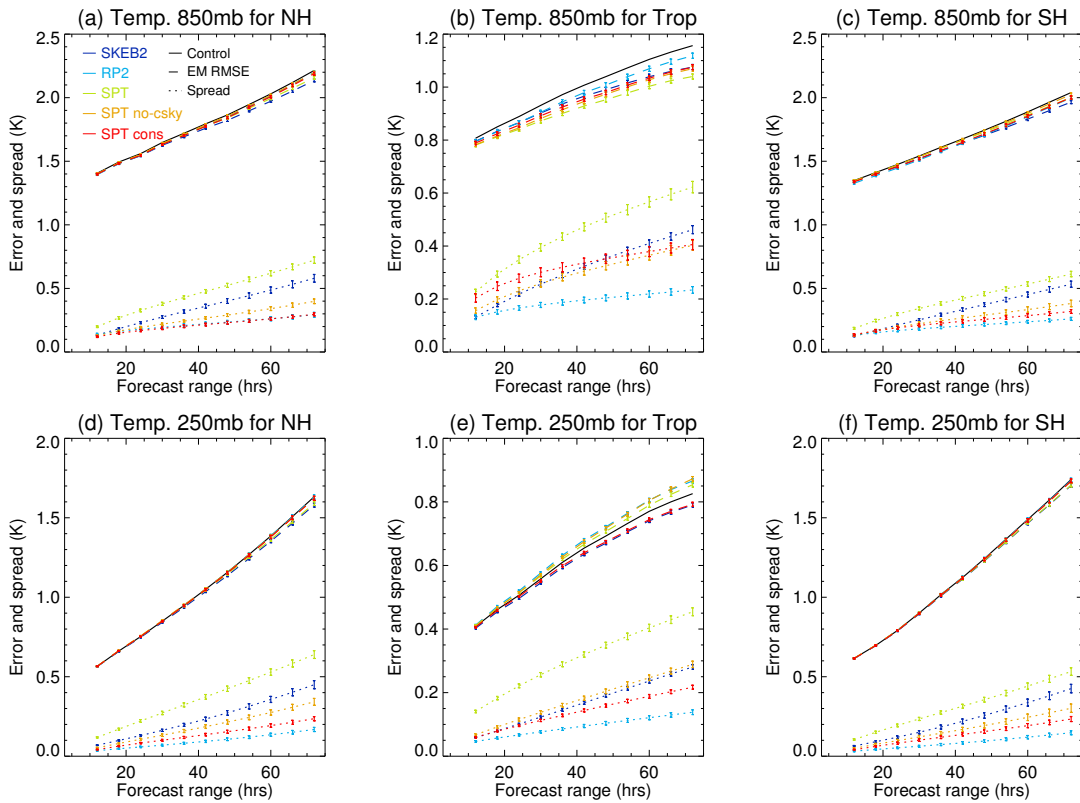 (a) Temp. 850mb for NH
(b) Temp. 850mb for Trop
(c) Temp. 850mb for SH
Error and spread (K)
2.5
2.0
1.5
1.0
0.5
0.0
SKEB2
RP2
SPT
SPT no-csky
SPT cons
Control
EM RMSE
Spread
20 40 60
Forecast range (hrs)
Error and spread (K)
1.2
1.0
0.8
0.6
0.4
0.2
0.0
20 40 60
Forecast range (hrs)
Error and spread (K)
2.5
2.0
1.5
1.0
0.5
0.0
20 40 60
Forecast range (hrs)
(d) Temp. 250mb for NH
(e) Temp. 250mb for Trop
(f) Temp. 250mb for SH
Error and spread (K)
2.0
1.5
1.0
0.5
0.0
20 40 60
Forecast range (hrs)
Error and spread (K)
1.0
0.8
0.6
0.4
0.2
0.0
20 40 60
Forecast range (hrs)
Error and spread (K)
2.0
1.5
1.0
0.5
0.0
20 40 60
Forecast range (hrs)